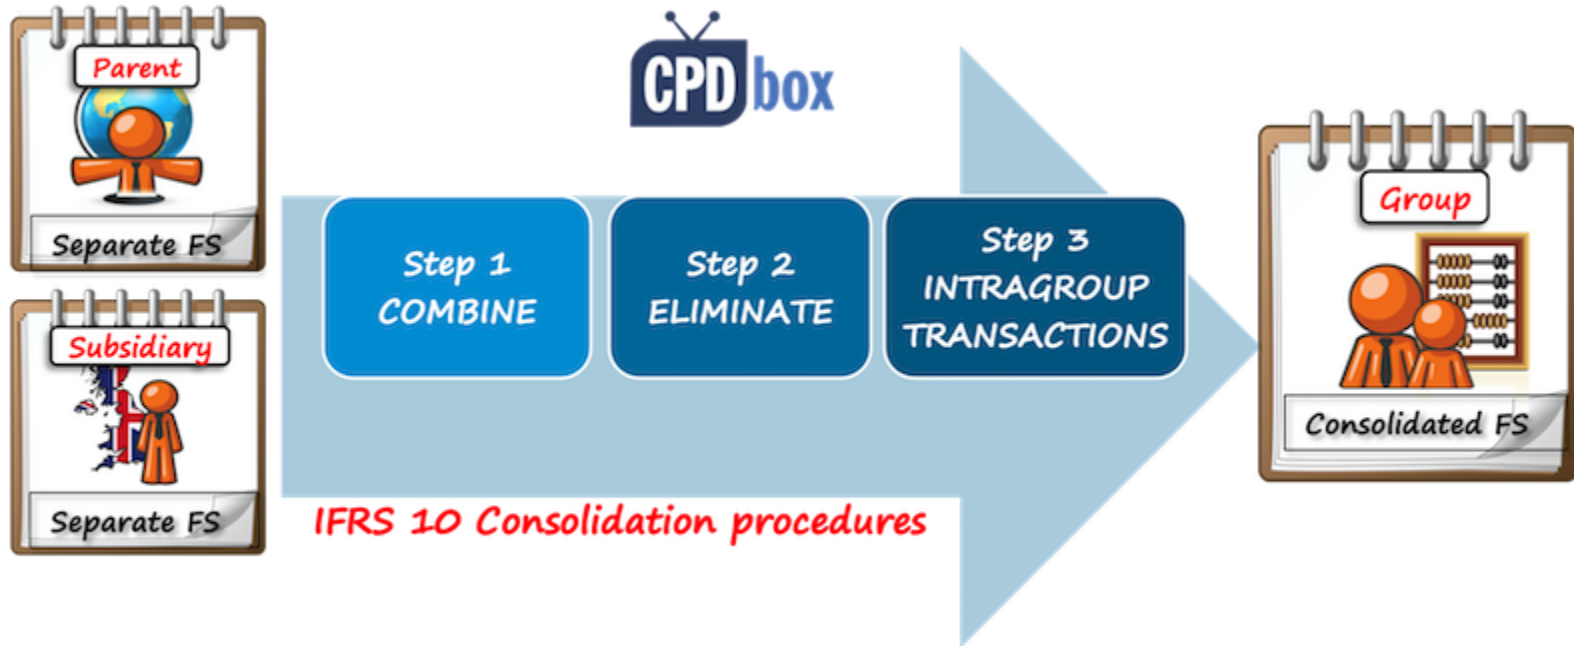 Parent
Separate FS
Subsidiary
Separate FS
CPD box
Step 1
COMBINE
Step 2
ELIMINATE
Step 3
INTRAGROUP
TRANSACTIONS
IFRS 10 Consolidation procedures
Group
Consolidated FS